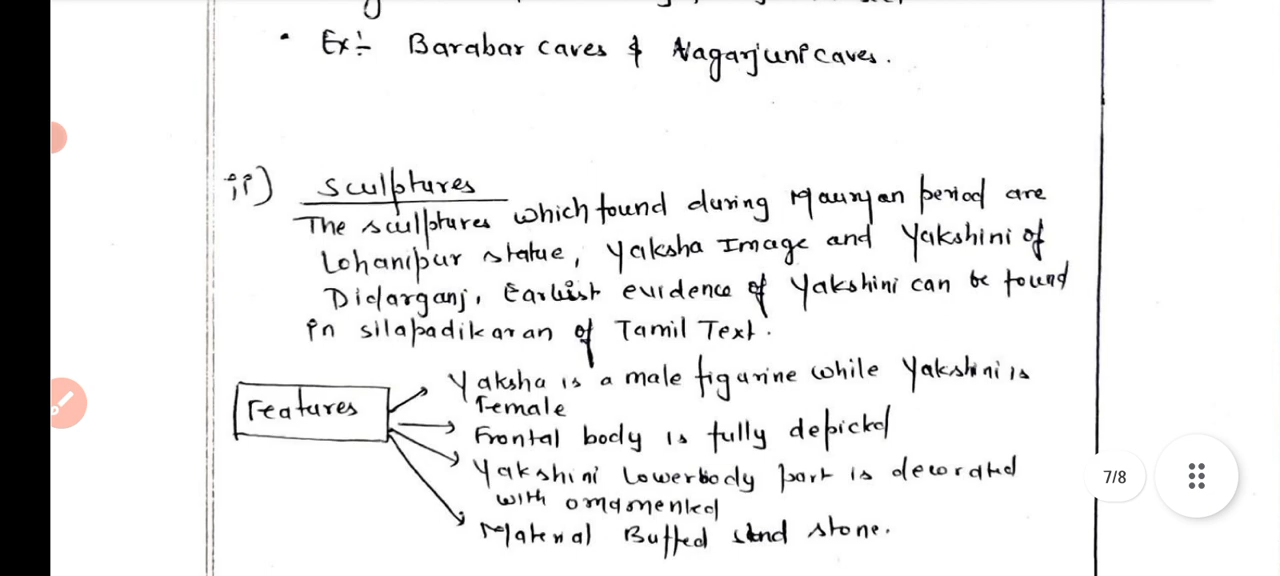 • Ex:- Barabar caves & Nagarjuni caves.
ii) sculptures
The sculptures which found during Mauryan period are
Lohanipur statue, Yaksha Image and Yakshini of
Didarganj, Earliest evidence of Yakshini can be found
in silapadikaran of Tamil Text.
Features
Yaksha is a male figurine while Yakshini is
Female
Frontal body is fully depicted
Yakshini Lowerbody part is decorated
with ornamented
Material Buffed sand stone.
7/8